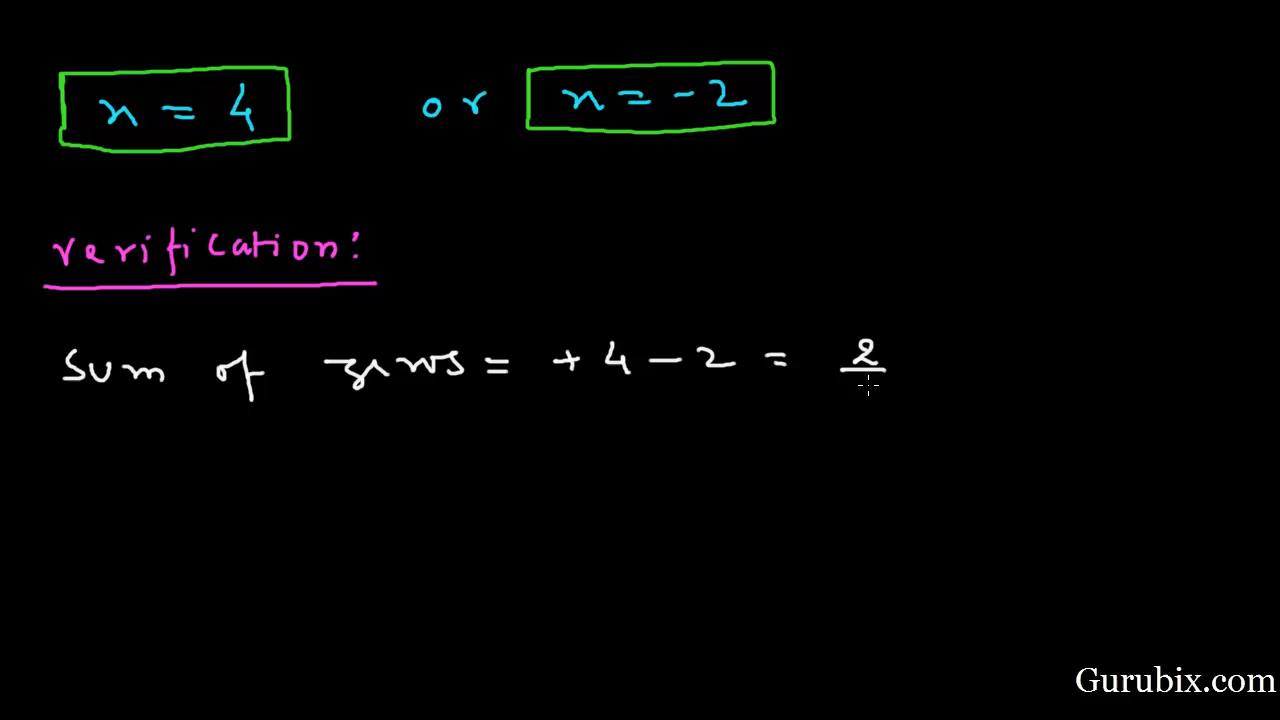 x = 4 or x = -2
verification:
Sum of zeros = +4 - 2 = 2
Gurubix.com